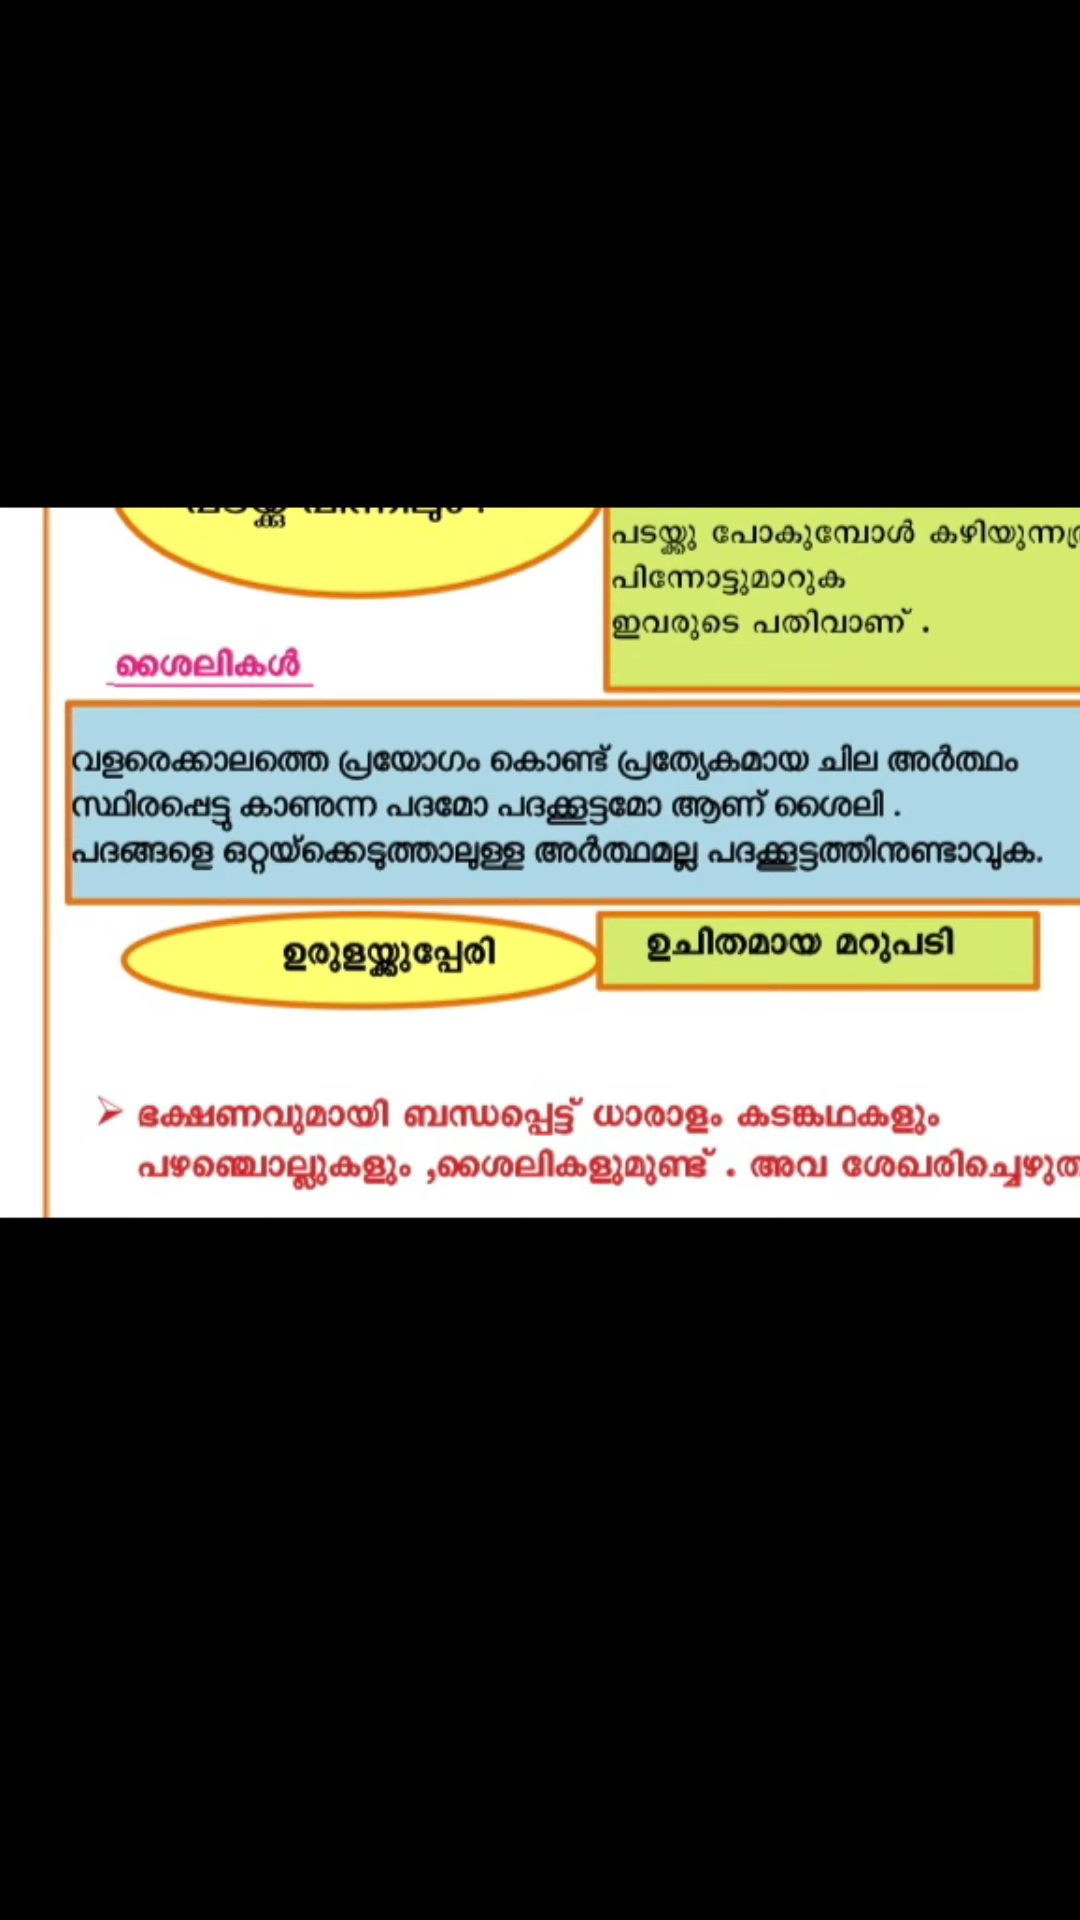 പടയ്ക്കു പോകുമ്പോൾ
പിന്നോട്ടുമാറുക
ഇവരുടെ പതിവാണ് .
ശൈലികൾ
വളരെക്കാലത്തെ പ്രയോഗം കൊണ്ട് പ്രത്യേകമായ ചില അർത്ഥം
സ്ഥിരപ്പെട്ടു കാണുന്ന പദമോ പദക്കൂട്ടമോ ആണ് ശൈലി .
പദങ്ങളെ ഒറ്റയ്ക്കെടുത്താലുള്ള അർത്ഥമല്ല പദക്കൂട്ടത്തിനുണ്ടാവുക.
ഉരുളയ്ക്കുപ്പേരി
ഉചിതമായ മറുപടി
ഭക്ഷണവുമായി ബന്ധപ്പെട്ട് ധാരാളം കടങ്കഥകളും
പഴഞ്ചൊല്ലുകളും ,ശൈലികളുമുണ്ട് . അവ